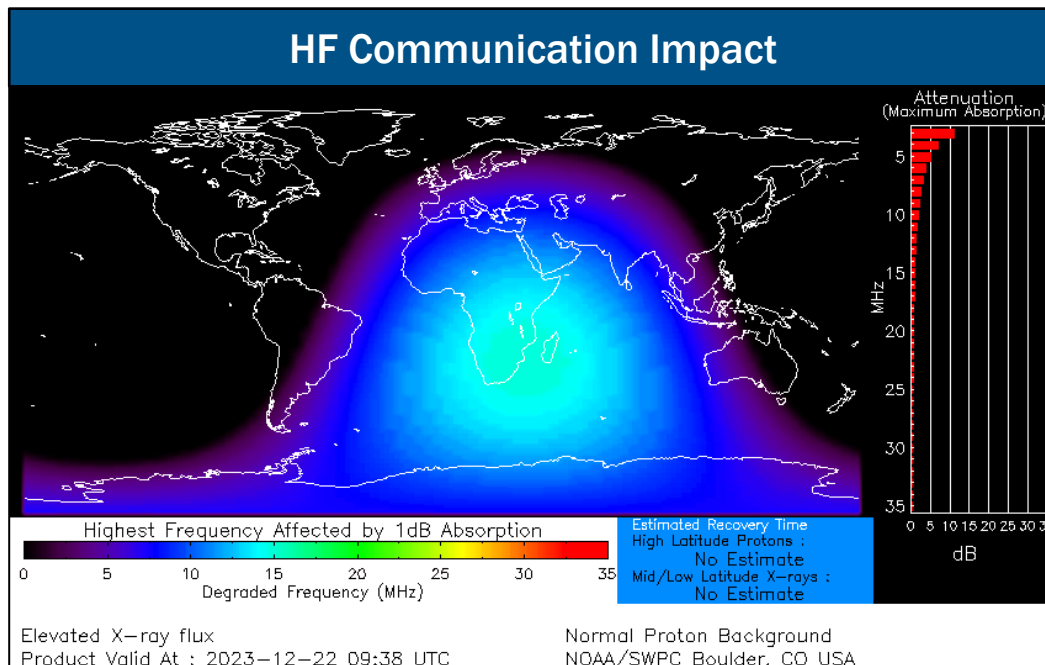 HF Communication Impact
Attenuation
(Maximum Absorption)
5
10
15
20
25
30
35
MHz
0 5 10 15 20 25 30 3
dB
Highest Frequency Affected by 1dB Absorption
0 5 10 15 20 25 30 35
Degraded Frequency (MHz)
Estimated Recovery Time
High Latitude Protons :
No Estimate
Mid/Low Latitude X-rays :
No Estimate
Elevated X-ray flux
Product Valid At : 2023-12-22 09:38 UTC
Normal Proton Background
NOAA/SWPC Boulder, CO USA